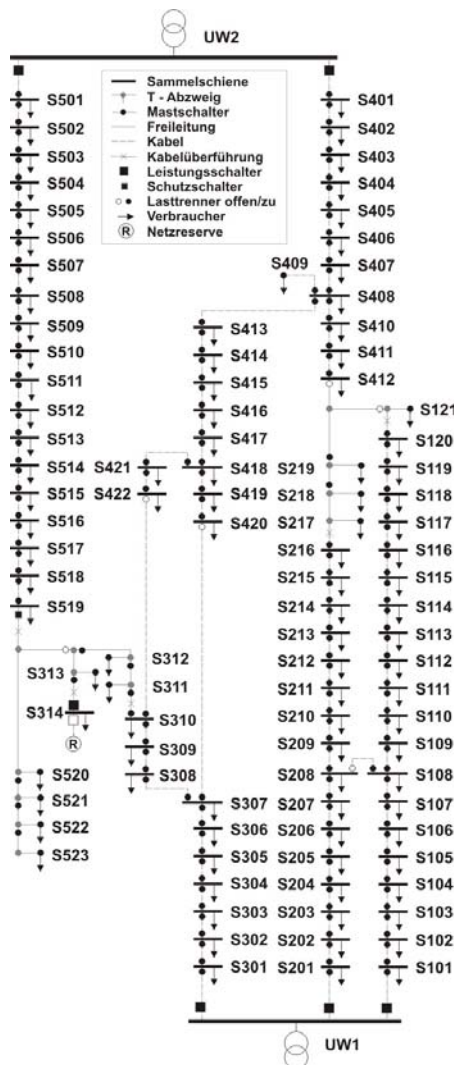 UW2
Sammelschiene
T - Abzweig
Mastschalter
Freileitung
Kabel
Kabelüberführung
Leistungsschalter
Schutzschalter
Lasttrenner offen/zu
Verbraucher
R Netzreserve
S501
S502
S503
S504
S505
S506
S507
S508
S509
S510
S511
S512
S513
S514
S515
S516
S517
S518
S519
S313
S314
R
S520
S521
S522
S523
S312
S311
S310
S309
S308
S421
S422
S409
S413
S414
S415
S416
S417
S418
S419
S420
S307
S306
S305
S304
S303
S302
S301
S401
S402
S403
S404
S405
S406
S407
S408
S410
S411
S412
S219
S218
S217
S216
S215
S214
S213
S212
S211
S210
S209
S208
S207
S206
S205
S204
S203
S202
S201
S121
S120
S119
S118
S117
S116
S115
S114
S113
S112
S111
S110
S109
S108
S107
S106
S105
S104
S103
S102
S101
UW1